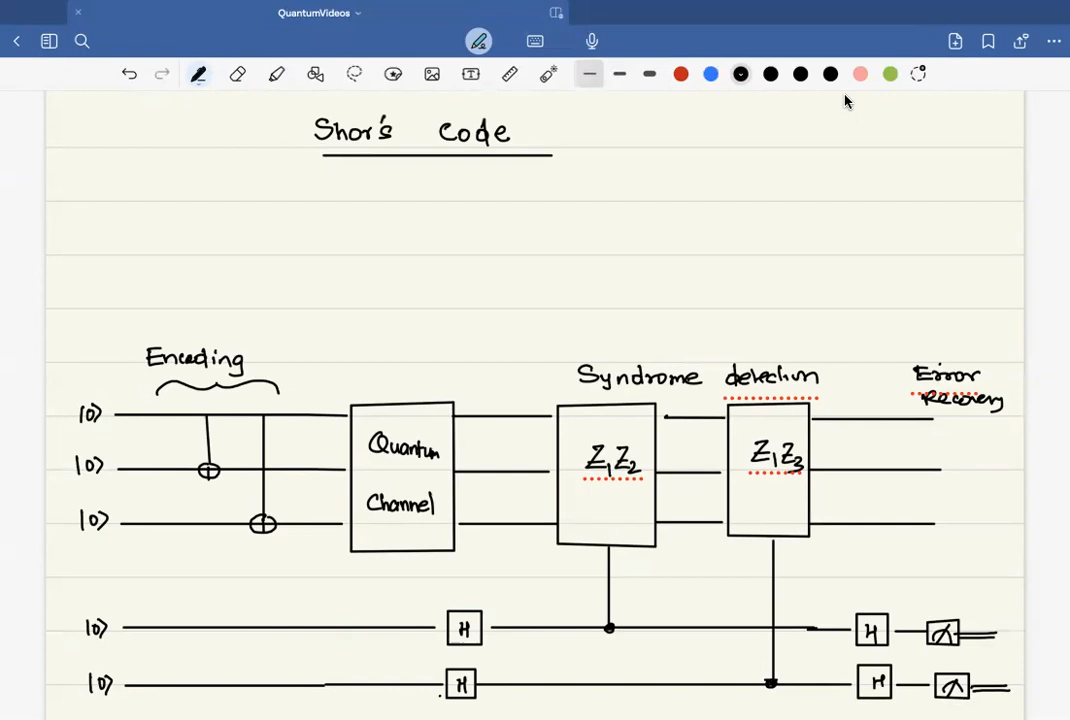 QuantumVideos
Shor's Code
Encoding
Syndrome detection
Error
Recovery
|0⟩
|0⟩
|0⟩
Quantum
Channel
Z₁Z₂
Z₁Z₃
|0⟩
H
H
|0⟩
H
H